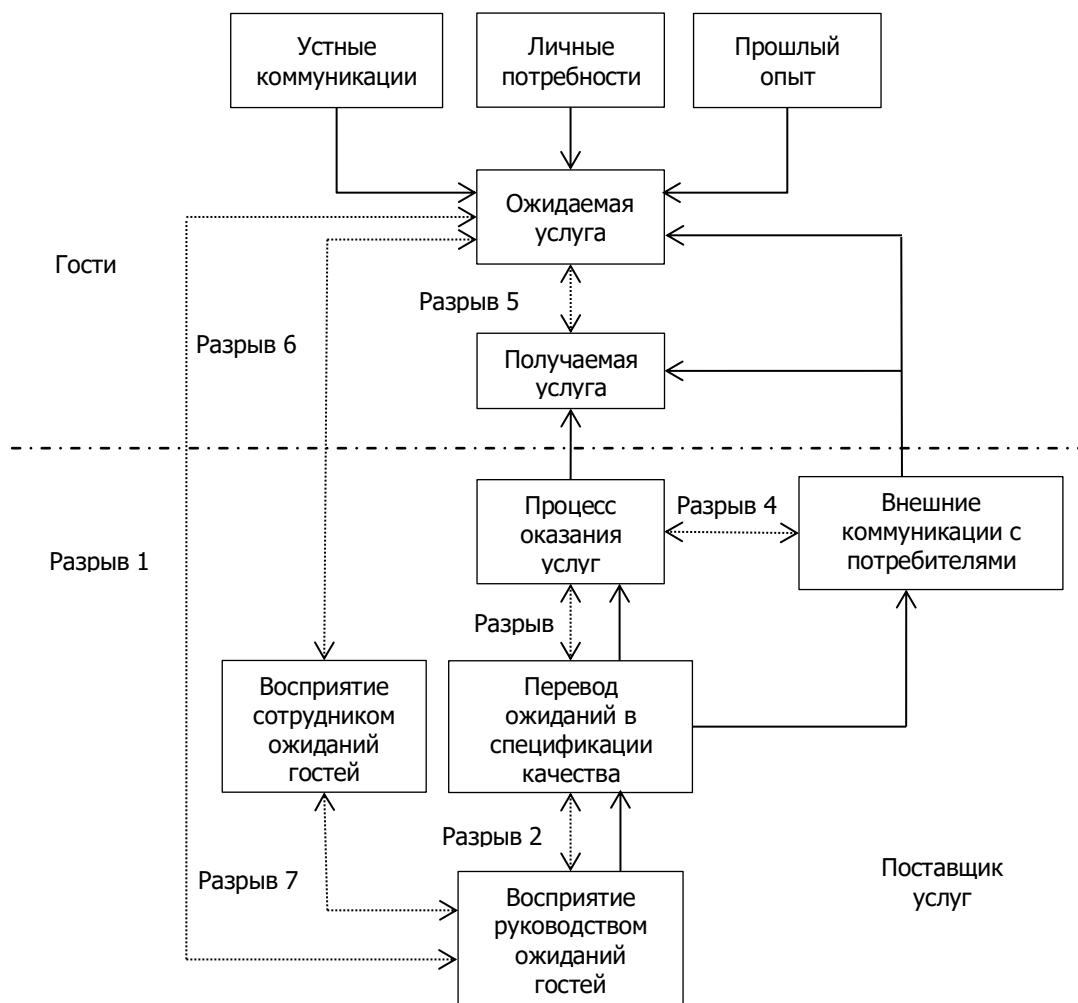 Устные
коммуникации
Личные
потребности
Прошлый
опыт
Ожидаемая
услуга
Гости
Разрыв 5
Разрыв 6
Получаемая
услуга
Процесс
оказания
услуг
Разрыв 4
Внешние
коммуникации с
потребителями
Разрыв 1
Разрыв
Восприятие
сотрудником
ожиданий
гостей
Перевод
ожиданий в
спецификации
качества
Разрыв 2
Разрыв 7
Восприятие
руководством
ожиданий
гостей
Поставщик
услуг